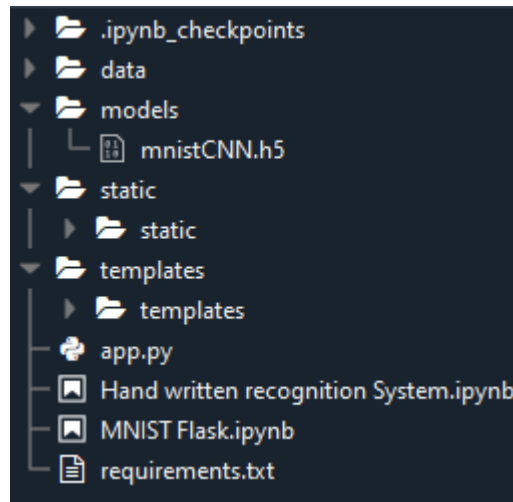 .ipynb_checkpoints
data
models
mnistCNN.h5
static
static
templates
templates
app.py
Hand written recognition System.ipynb
MNIST Flask.ipynb
requirements.txt